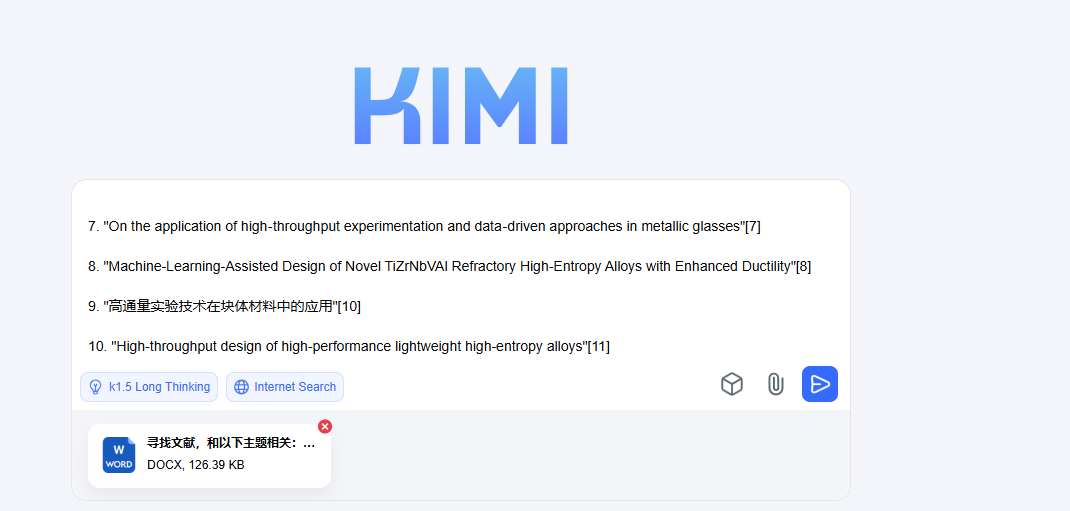 KIMI
7. "On the application of high-throughput experimentation and data-driven approaches in metallic glasses"[7]
8. "Machine-Learning-Assisted Design of Novel TiZrNbVAl Refractory High-Entropy Alloys with Enhanced Ductility"[8]
9. "高通量实验技术在块体材料中的应用"[10]
10. "High-throughput design of high-performance lightweight high-entropy alloys"[11]
k1.5 Long Thinking
Internet Search
W
WORD
寻找文献，和以下主题相关：...
DOCX, 126.39 KB